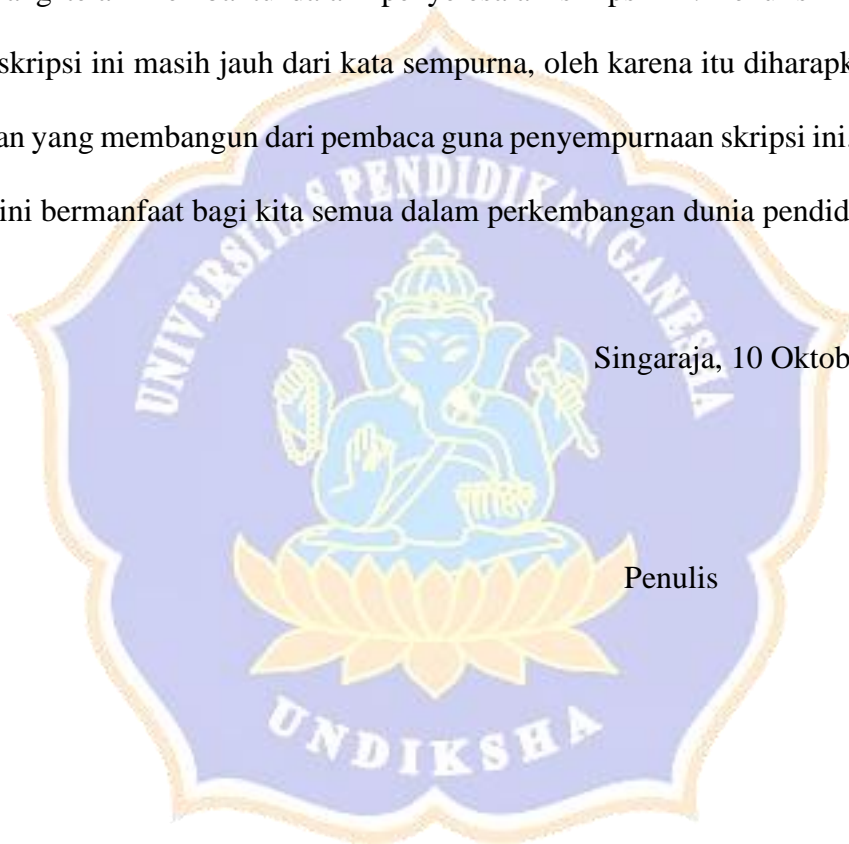 skripsi ini masih jauh dari kata sempurna, oleh karena itu diharapk
an yang membangun dari pembaca guna penyempurnaan skripsi ini.
ini bermanfaat bagi kita semua dalam perkembangan dunia pendid
UNIVERSITAS PENDIDIKAN GANESHA
Singaraja, 10 Oktob
Penulis
UNDIKSHA